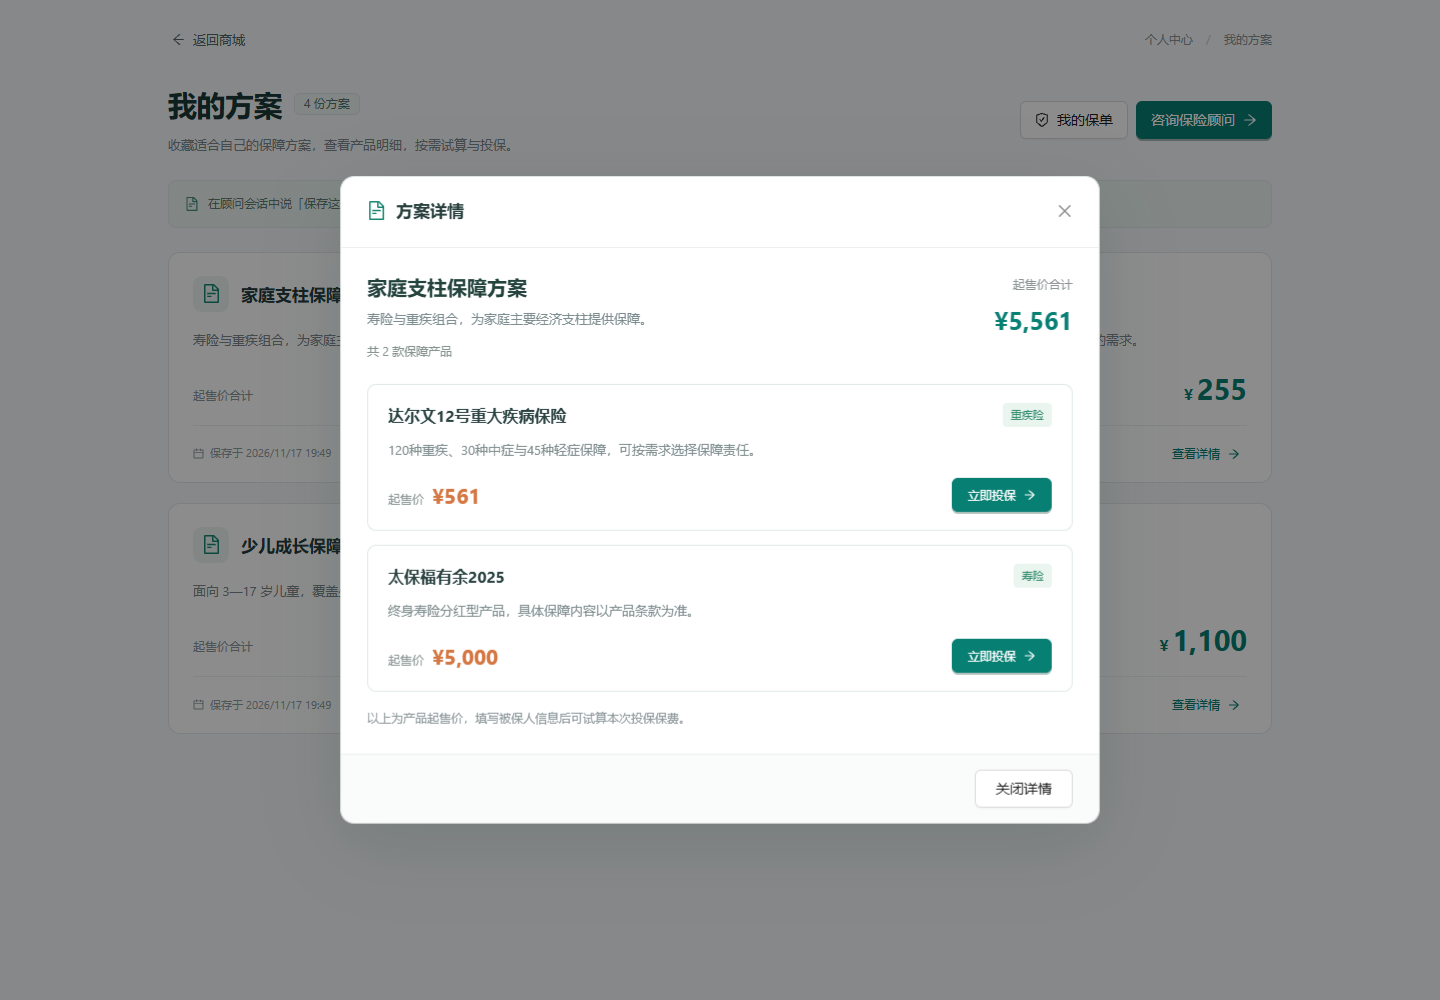 返回商城
个人中心 / 我的方案
我的方案 4 份方案
我的保单
咨询保险顾问
收藏适合自己的保障方案，查看产品明细，按需试算与投保。
在顾问会话中说「保存这
家庭支柱保障
寿险与重疾组合，为家庭
的需求。
起售价合计
¥ 255
保存于 2026/11/17 19:49
查看详情
少儿成长保障
面向 3—17 岁儿童，覆盖
起售价合计
¥ 1,100
保存于 2026/11/17 19:49
查看详情
方案详情
家庭支柱保障方案
起售价合计
寿险与重疾组合，为家庭主要经济支柱提供保障。
¥5,561
共 2 款保障产品
达尔文12号重大疾病保险
重疾险
120种重疾、30种中症与45种轻症保障，可按需求选择保障责任。
起售价 ¥561
立即投保
太保福有余2025
寿险
终身寿险分红型产品，具体保障内容以产品条款为准。
起售价 ¥5,000
立即投保
以上为产品起售价，填写被保人信息后可试算本次投保保费。
关闭详情